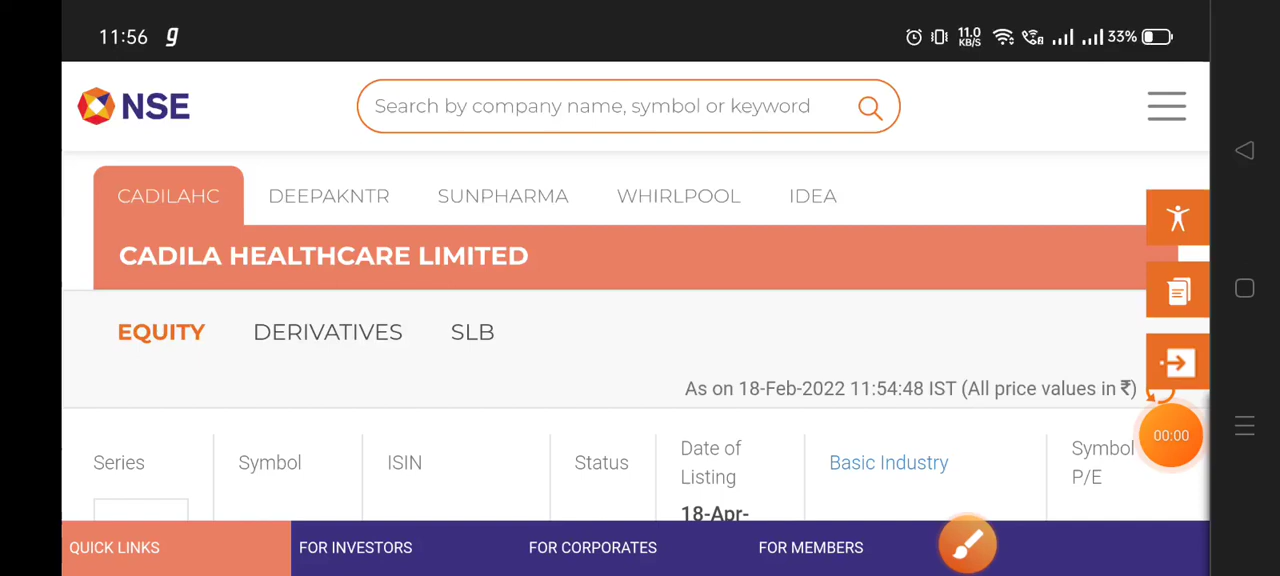 11:56 g 11.0 KB/S 33%
NSE Search by company name, symbol or keyword
CADILAHC DEEPAKNTR SUNPHARMA WHIRLPOOL IDEA
CADILA HEALTHCARE LIMITED
EQUITY DERIVATIVES SLB
As on 18-Feb-2022 11:54:48 IST (All price values in ₹)
00:00
Series Symbol ISIN Status Date of Listing Basic Industry Symbol P/E
18-Apr-
QUICK LINKS FOR INVESTORS FOR CORPORATES FOR MEMBERS